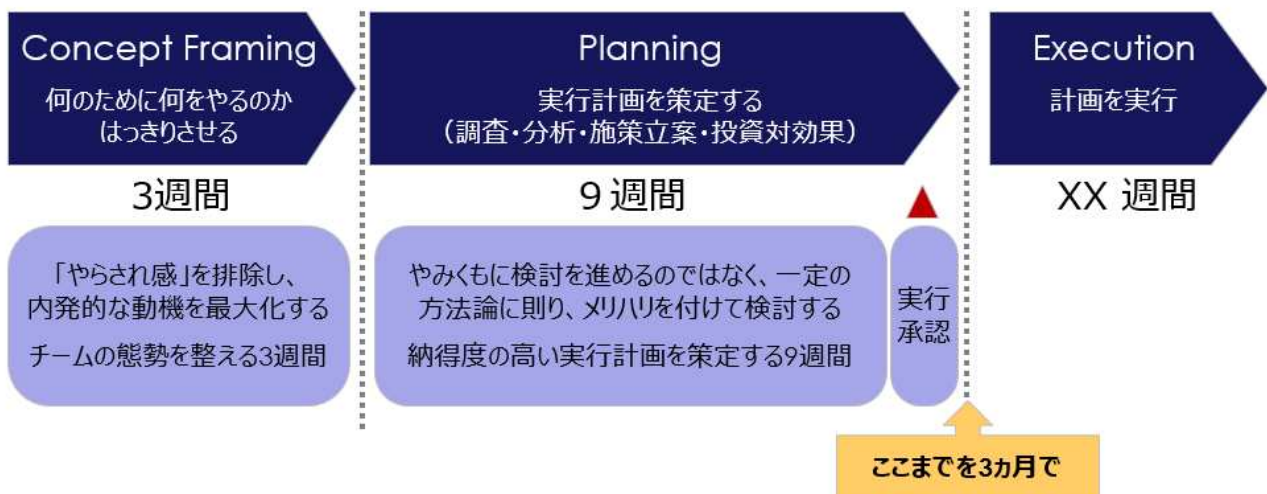 Concept Framing
何のために何をやるのか
はっきりさせる
3週間
「やらされ感」を排除し、
内発的な動機を最大化する
チームの態勢を整える3週間
Planning
実行計画を策定する
(調査・分析・施策立案・投資対効果)
9 週間
やみくもに検討を進めるのではなく、一定の
方法論に則り、メリハリを付けて検討する
納得度の高い実行計画を策定する9週間
実行
承認
Execution
計画を実行
XX 週間
ここまでを3ヵ月で